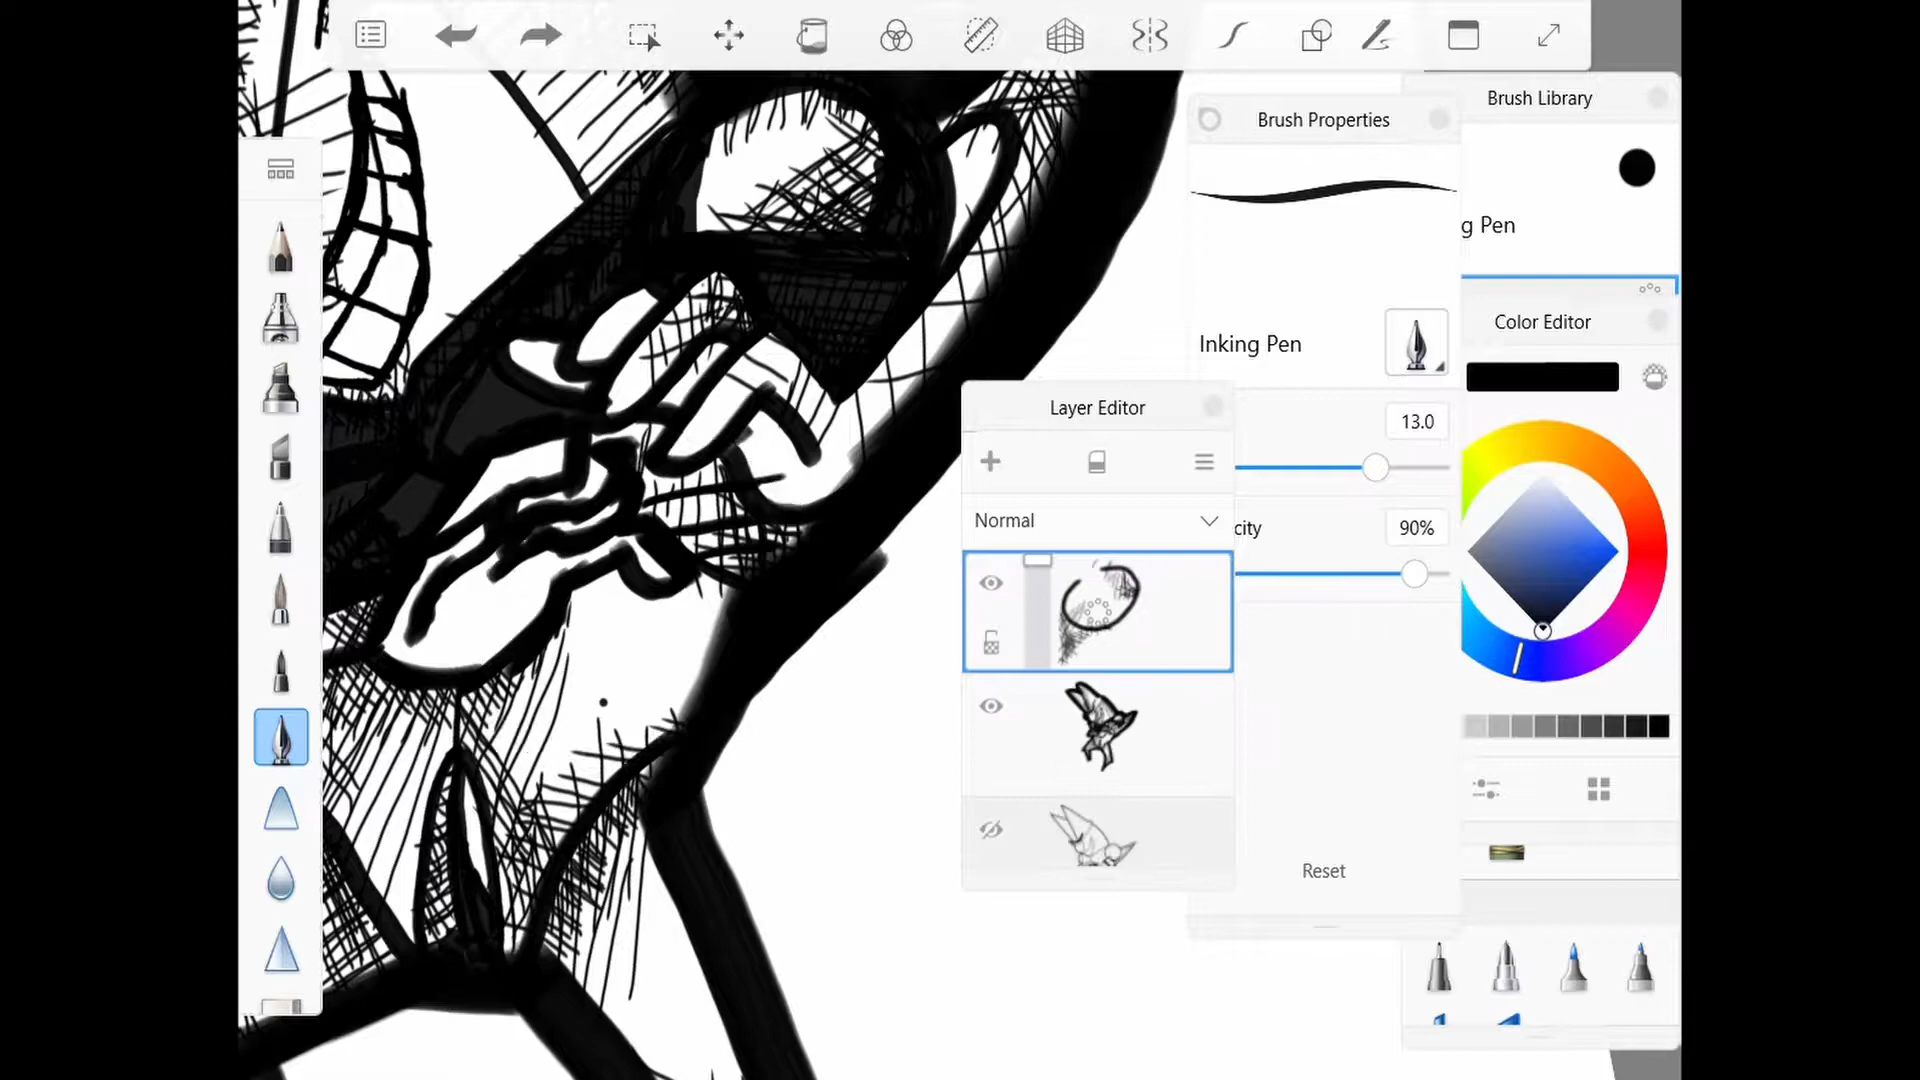 Brush Library
Brush Properties
g Pen
Color Editor
Inking Pen
Layer Editor
13.0
Normal
city
90%
Reset